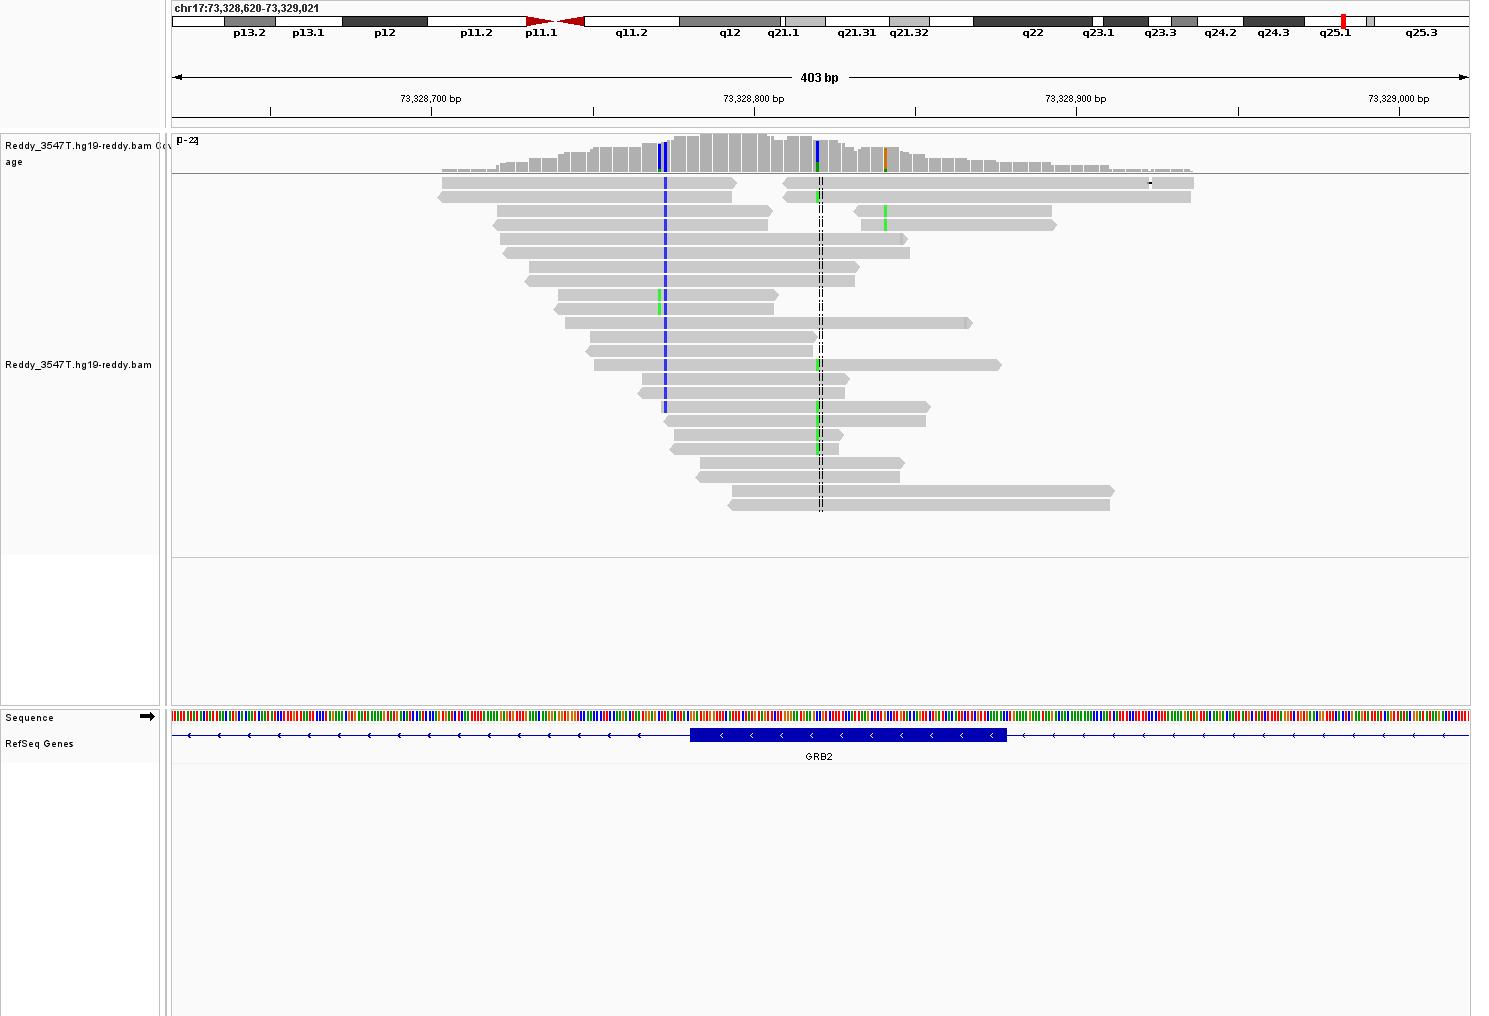 chr17:73,328,620-73,329,021
p13.2 p13.1 p12 p11.2 p11.1 q11.2 q12 q21.1 q21.31 q21.32 q22 q23.1 q23.3 q24.2 q24.3 q25.1 q25.3
403 bp
73,328,700 bp 73,328,800 bp 73,328,900 bp 73,329,000 bp
Reddy_3547T.hg19-reddy.bam Cov
age
[0-22]
Reddy_3547T.hg19-reddy.bam
Sequence
RefSeq Genes
GRB2